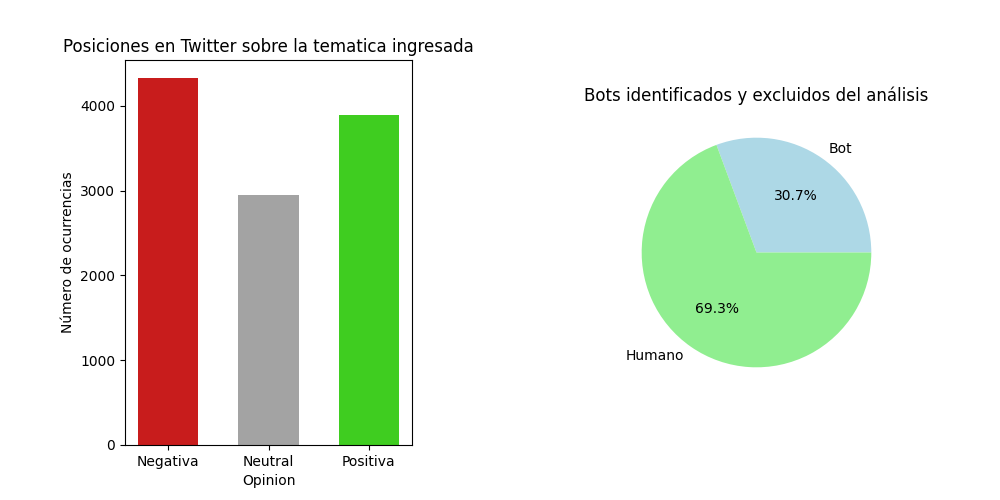 Posiciones en Twitter sobre la tematica ingresada
Número de ocurrencias
4000
3000
2000
1000
0
Negativa
Neutral
Positiva
Opinion
Bots identificados y excluidos del análisis
Bot
30.7%
69.3%
Humano